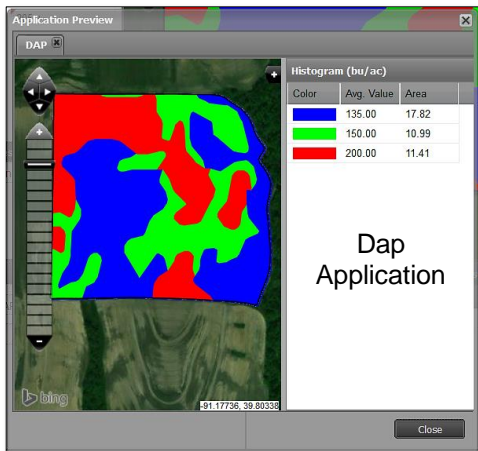 Application Preview
DAP
Histogram (bu/ac)
Color Avg. Value Area
135.00 17.82
150.00 10.99
200.00 11.41
Dap
Application
bing
-91.17736, 39.80338
Close